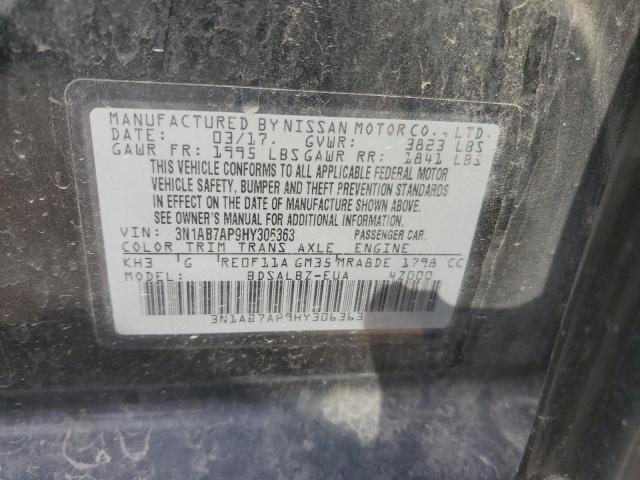 MANUFACTURED BY NISSAN MOTOR CO., LTD.
DATE: 03/17. GVWR: 3823 LBS
GAWR FR: 1995 LBS GAWR RR: 1841 LBS
THIS VEHICLE CONFORMS TO ALL APPLICABLE FEDERAL MOTOR
VEHICLE SAFETY, BUMPER AND THEFT PREVENTION STANDARDS
IN EFFECT ON THE DATE OF MANUFACTURE SHOWN ABOVE.
SEE OWNER'S MANUAL FOR ADDITIONAL INFORMATION.
VIN: 3N1AB7AP9HY306363 PASSENGER CAR.
COLOR TRIM TRANS AXLE ENGINE
KH3 G RE0F11A GM35 MRA8DE 1798 CC
MODEL: BDSALBZ-EUA 4Z000
3N1AB7AP9HY306363